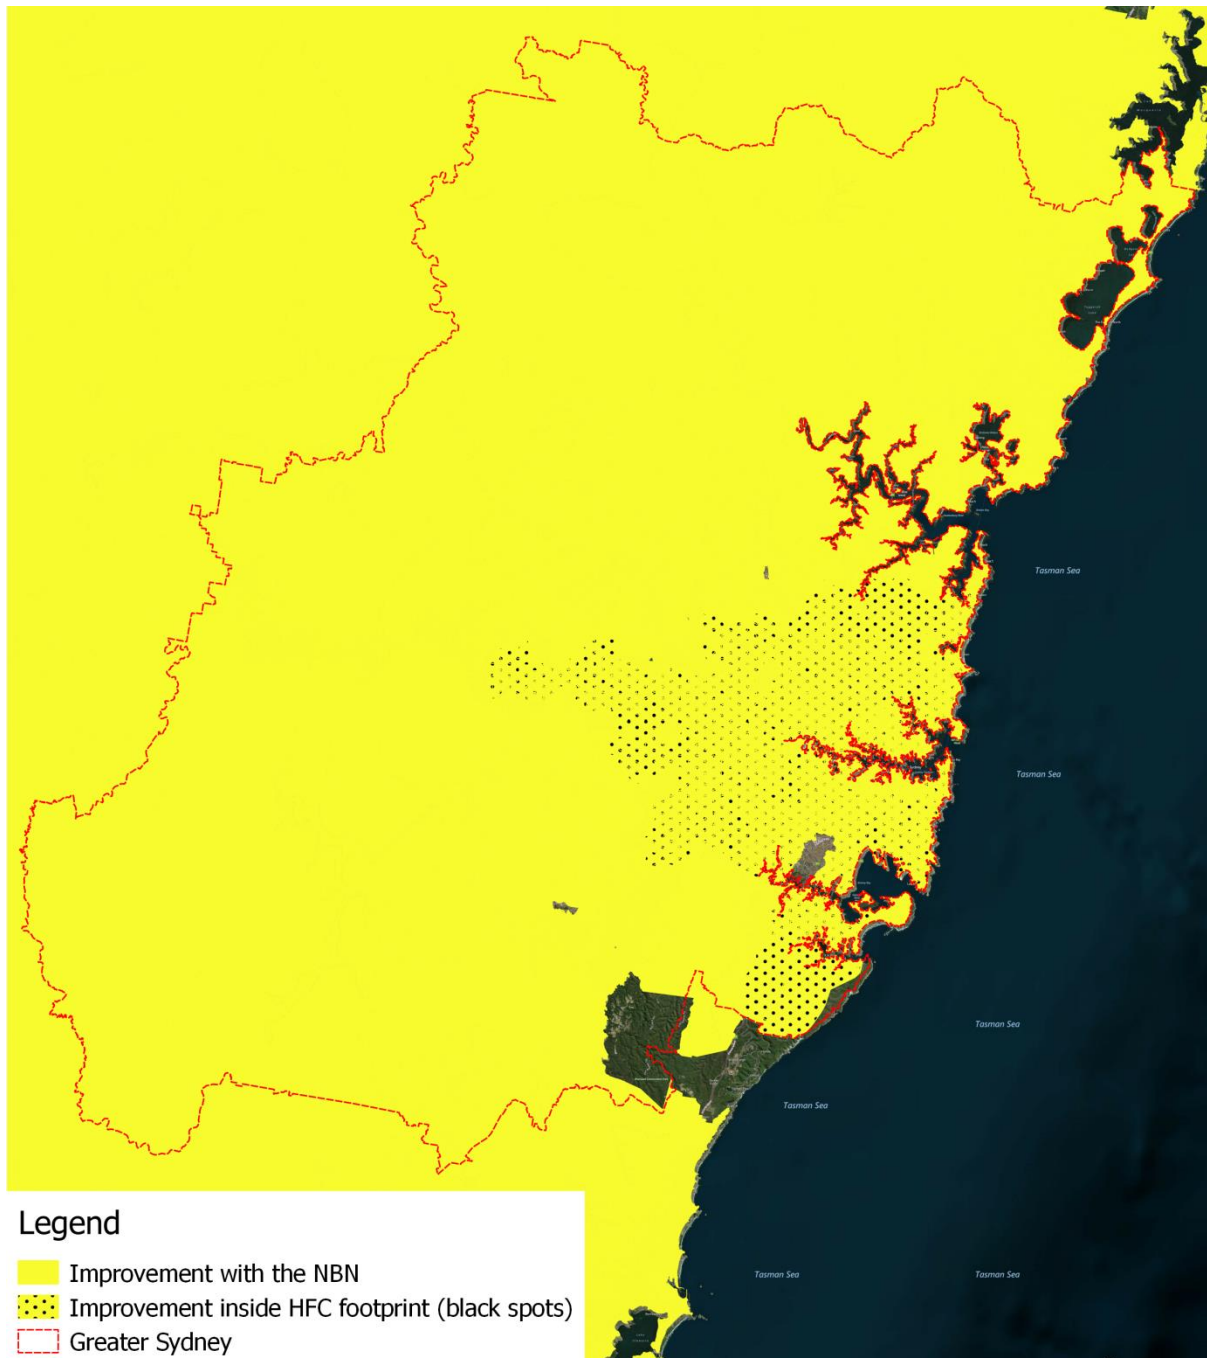 Tasman Sea
Tasman Sea
Tasman Sea
Tasman Sea
Tasman Sea
Tasman Sea
Legend
Improvement with the NBN
Improvement inside HFC footprint (black spots)
Greater Sydney